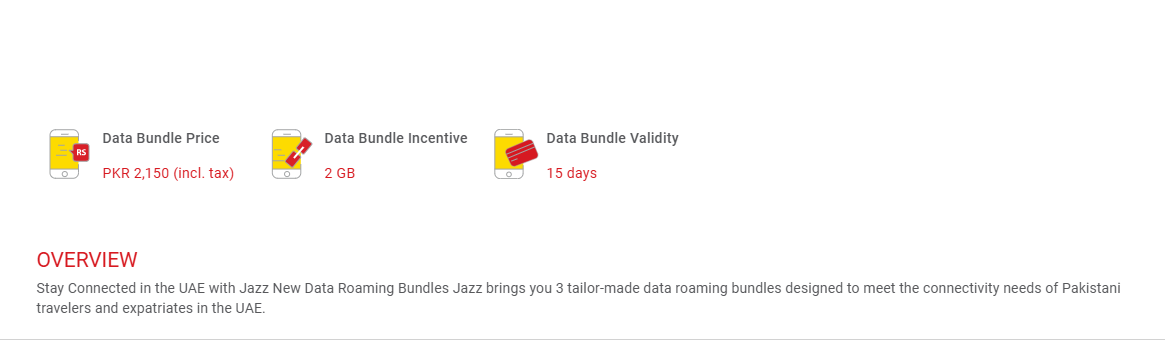 Data Bundle Price
Data Bundle Incentive
Data Bundle Validity
RS
PKR 2,150 (incl. tax)
2 GB
15 days
OVERVIEW
Stay Connected in the UAE with Jazz New Data Roaming Bundles Jazz brings you 3 tailor-made data roaming bundles designed to meet the connectivity needs of Pakistani
travelers and expatriates in the UAE.